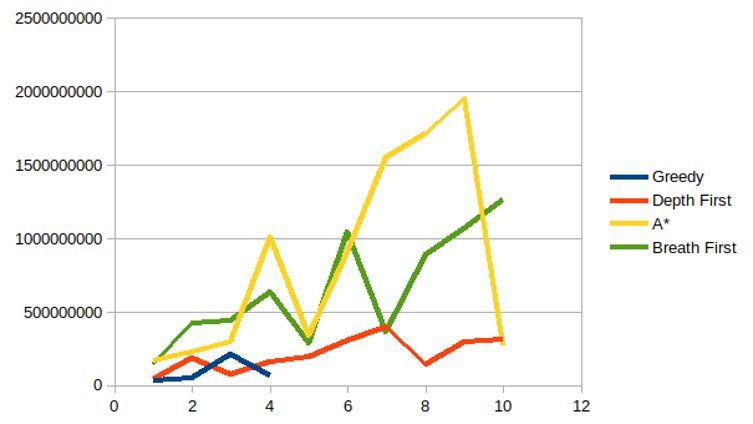 2500000000
2000000000
1500000000
1000000000
500000000
0
0 2 4 6 8 10 12
Greedy
Depth First
A*
Breath First